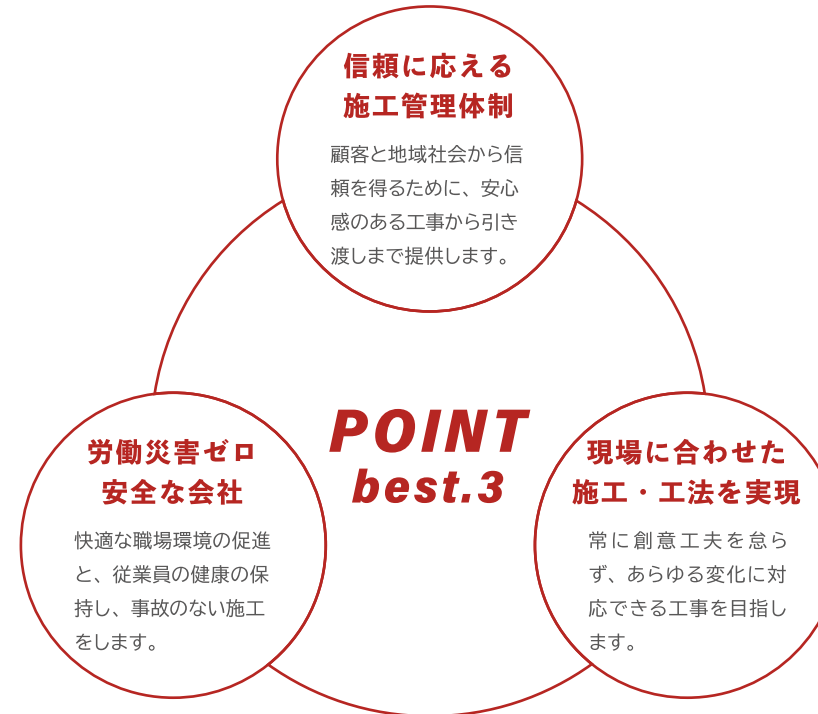 信頼に応える
施工管理体制
顧客と地域社会から信
頼を得るために、安心
感のある工事から引き
渡しまで提供します。
POINT
best.3
労働災害ゼロ
安全な会社
快適な職場環境の促進
と、従業員の健康の保
持し、事故のない施工
をします。
現場に合わせた
施工・工法を実現
常に創意工夫を怠ら
ず、あらゆる変化に対
応できる工事を目指し
ます。